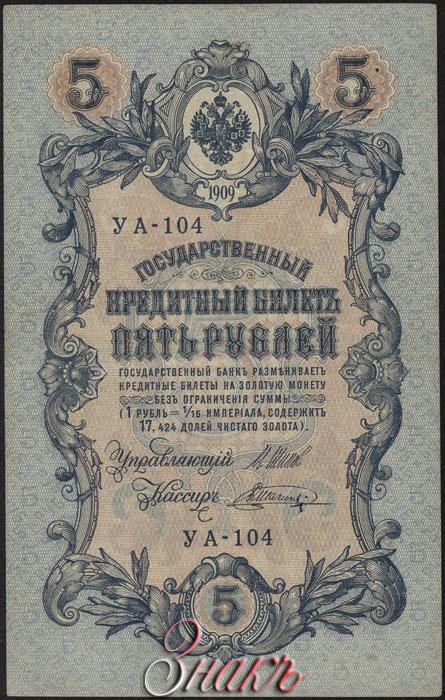 5 5
1909
УА-104
ГОСУДАРСТВЕННЫЙ
КРЕДИТНЫЙ БИЛЕТЪ
ПЯТЬ РУБЛЕЙ
ГОСУДАРСТВЕННЫЙ БАНКЪ РАЗМѢНИВАЕТЪ
КРЕДИТНЫЕ БИЛЕТЫ НА ЗОЛОТУЮ МОНЕТУ
БЕЗЪ ОГРАНИЧЕНІЯ СУММЫ
(1 РУБЛЬ = 1/15 ИМПЕРІАЛА, СОДЕРЖИТЪ
17,424 ДОЛЕЙ ЧИСТАГО ЗОЛОТА).
Управляющій
Кассиръ
УА-104
5
Знакъ